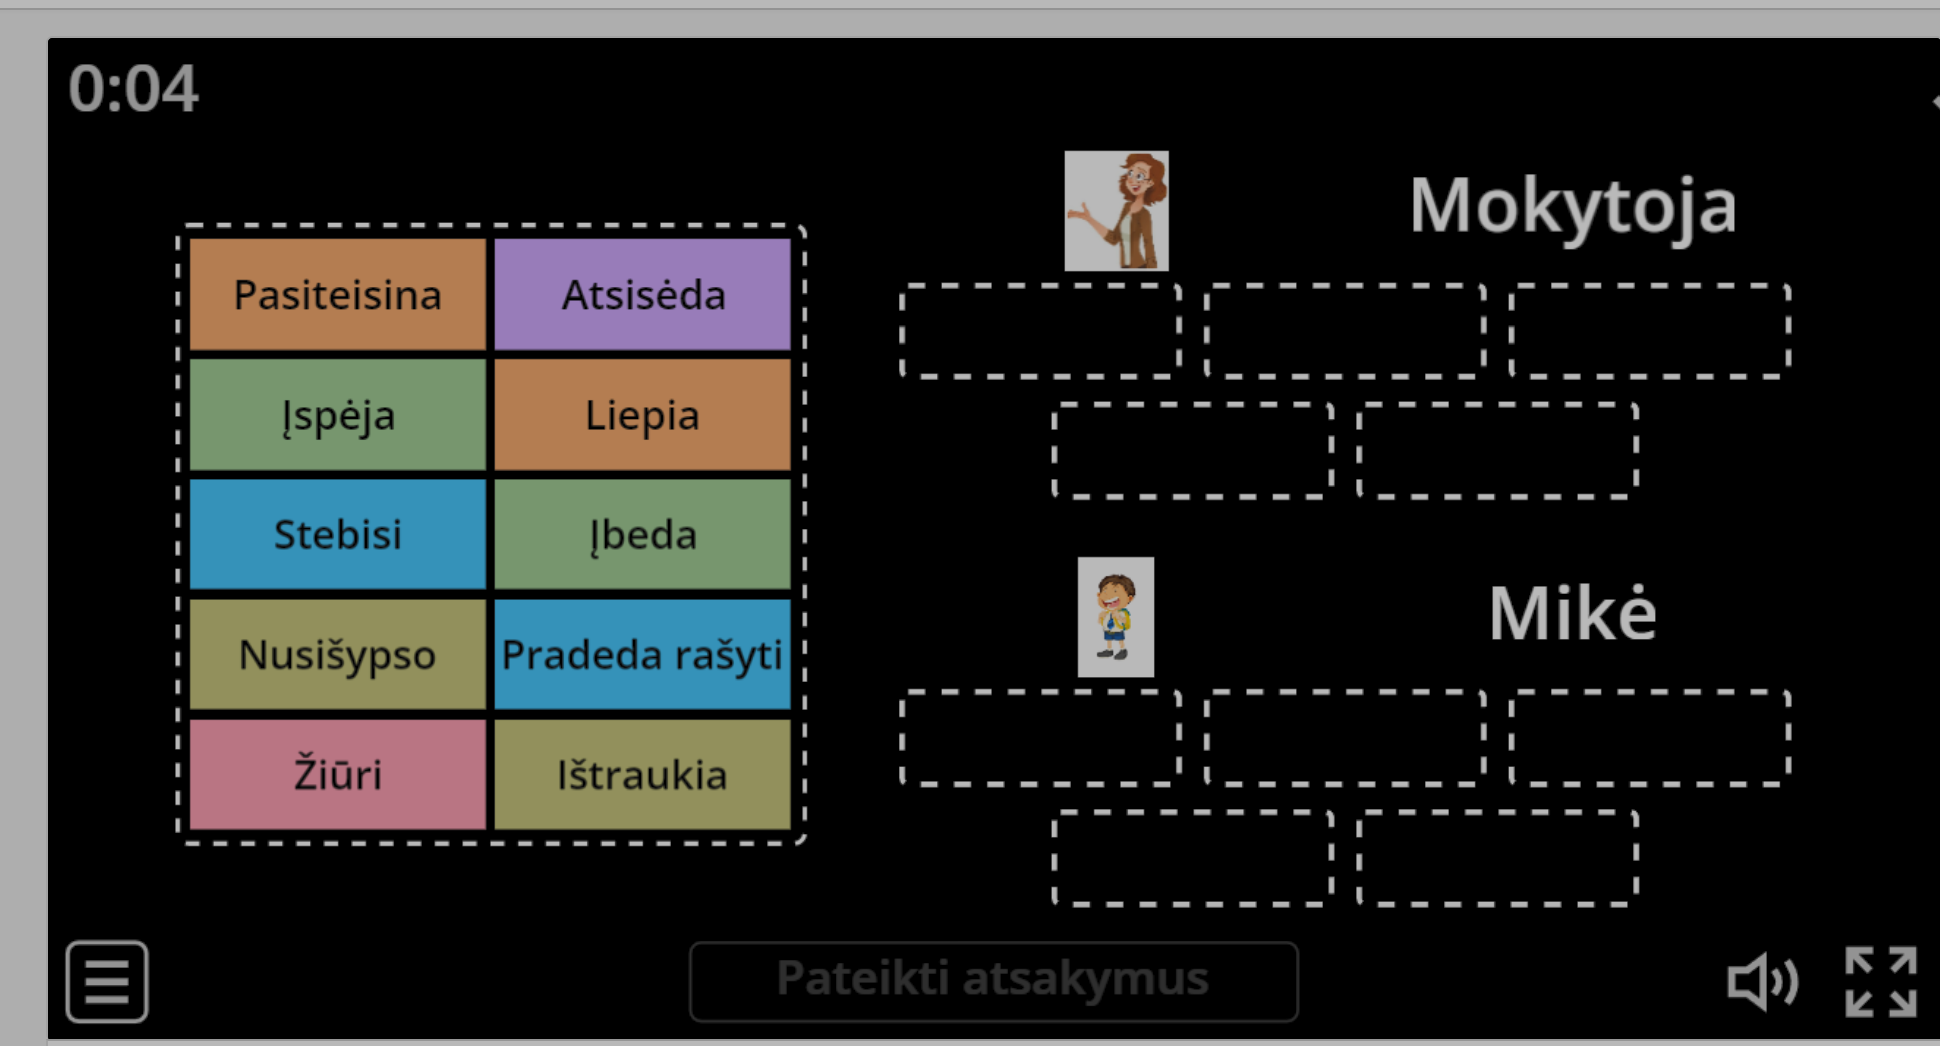 0:04
Pasiteisina
Atsisėda
Įspėja
Liepia
Stebisi
Įbeda
Nusišypso
Pradeda rašyti
Žiūri
Ištraukia
Mokytoja
Mikė
Pateikti atsakymus